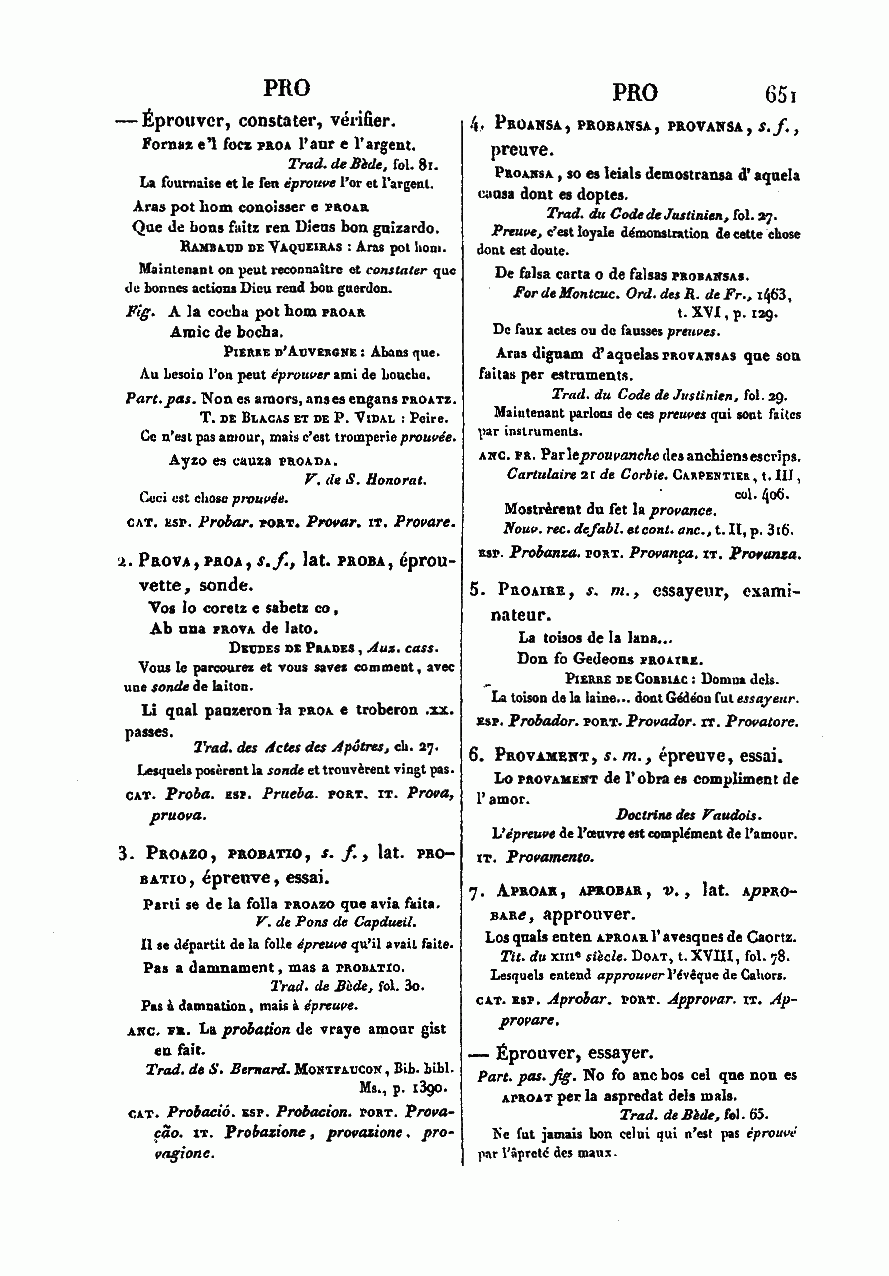 PRO
PRO 651
— Éprouver, constater, vérifier.
Fornaz e'l focz PROA l'aur e l'argent.
Trad. de Bède, fol. 81.
La fournaise et le feu éprouve l'or et l'argent.
Aras pot hom conoisser e PROAR
Que de bons faitz ren Dieus bon guizardo.
RAMBAUD DE VAQUEIRAS : Aras pot hom.
Maintenant on peut reconnaître et constater que
de bonnes actions Dieu rend bon guerdon.
Fig. A la cocha pot hom PROAR
Amic de bocha.
PIERRE D'AUVERGNE : Abans que.
Au besoin l'on peut éprouver ami de bouche.
Part. pas. Non es amors, ans es engans PROATZ.
T. DE BLACAS ET DE P. VIDAL : Peire.
Ce n'est pas amour, mais c'est tromperie prouvée.
Ayzo es cauza PROADA.
V. de S. Honorat.
Ceci est chose prouvée.
CAT. ESP. Probar. PORT. Provar. IT. Provare.
2. PROVA, PROA, s. f., lat. PROBA, éprou-
vette, sonde.
Vos lo coretz e sabetz co,
Ab una PROVA de lato.
DEUDES DE PRADES, Aux. cass.
Vous le parcourez et vous savez comment, avec
une sonde de laiton.
Li qual pauzeron la PROA e troberon .xx.
passes.
Trad. des Actes des Apôtres, ch. 27.
Lesquels posèrent la sonde et trouvèrent vingt pas.
CAT. Proba. ESP. Prueba. PORT. IT. Prova,
pruova.
3. PROAZO, PROBATIO, s. f., lat. PRO-
BATIO, épreuve, essai.
Parti se de la folla PROAZO que avia faita.
V. de Pons de Capdueil.
Il se départit de la folle épreuve qu'il avait faite.
Pas a damnament, mas a PROBATIO.
Trad. de Bède, fol. 30.
Pas à damnation, mais à épreuve.
ANC. FR. La probation de vraye amour gist
en fait.
Trad. de S. Bernard. MONTFAUCON, Bib. bibl.
Ms., p. 1390.
CAT. Probació. ESP. Probacion. PORT. Prova-
ção. IT. Probazione, provazione, pro-
vagione.
4. PROANSA, PROBANSA, PROVANSA, s. f.,
preuve.
PROANSA, so es leials demostransa d'aquela
causa dont es doptes.
Trad. du Code de Justinien, fol. 27.
Preuve, c'est loyale démonstration de cette chose
dont est doute.
De falsa carta o de falsas PROBANSAS.
For de Montcuc. Ord. des R. de Fr., 1463,
t. XVI, p. 129.
De faux actes ou de fausses preuves.
Aras diguam d'aquelas PROVANSAS que son
faitas per estruments.
Trad. du Code de Justinien, fol. 29.
Maintenant parlons de ces preuves qui sont faites
par instruments.
ANC. FR. Par le prouvanche des anchiens escrips.
Cartulaire 21 de Corbie. CARPENTIER, t. III,
col. 406.
Mostrèrent du fet la provance.
Nouv. rec. de fabl. et cont. anc., t. II, p. 316.
ESP. Probanza. PORT. Provança. IT. Provanza.
5. PROAIRE, s. m., essayeur, exami-
nateur.
La toisos de la lana...
Don fo Gedeons PROAIRE.
PIERRE DE CORBIAC : Domna dels.
La toison de la laine... dont Gédéon fut essayeur.
ESP. Probador. PORT. Provador. IT. Provatore.
6. PROVAMENT, s. m., épreuve, essai.
Lo PROVAMENT de l'obra es compliment de
l'amor.
Doctrine des Vaudois.
L'épreuve de l'œuvre est complément de l'amour.
IT. Provamento.
7. APROAR, APROBAR, v., lat. APPRO-
BARe, approuver.
Los quals enten APROAR l'avesques de Caortz.
Tit. du XIIIe siècle. DOAT, t. XVIII, fol. 78.
Lesquels entend approuver l'évêque de Cahors.
CAT. ESP. Aprobar. PORT. Approvar. IT. Ap-
provare.
— Éprouver, essayer.
Part. pas. fig. No fo anc bos cel que non es
APROAT per la aspredat dels mals.
Trad. de Bède, fol. 65.
Ne fut jamais bon celui qui n'est pas éprouvé
par l'âpreté des maux.